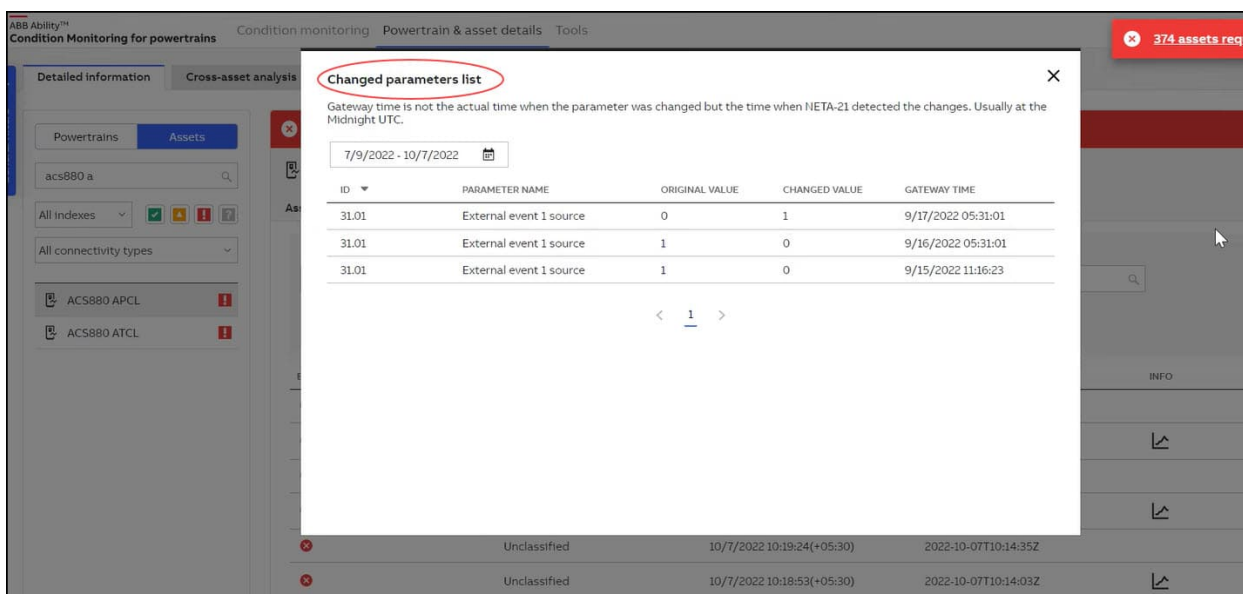 ABB Ability™
Condition Monitoring for powertrains
Condition monitoring Powertrain & asset details Tools
374 assets req
Detailed information Cross-asset analysis
Changed parameters list
Gateway time is not the actual time when the parameter was changed but the time when NETA-21 detected the changes. Usually at the
Midnight UTC.
Powertrains Assets
7/9/2022 - 10/7/2022
acs880 a
ID PARAMETER NAME ORIGINAL VALUE CHANGED VALUE GATEWAY TIME
All indexes
31.01 External event 1 source 0 1 9/17/2022 05:31:01
All connectivity types
31.01 External event 1 source 1 0 9/16/2022 05:31:01
31.01 External event 1 source 1 0 9/15/2022 11:16:23
ACS880 APCL
1
ACS880 ATCL
INFO
Unclassified 10/7/2022 10:19:24(+05:30) 2022-10-07T10:14:35Z
Unclassified 10/7/2022 10:18:53(+05:30) 2022-10-07T10:14:03Z